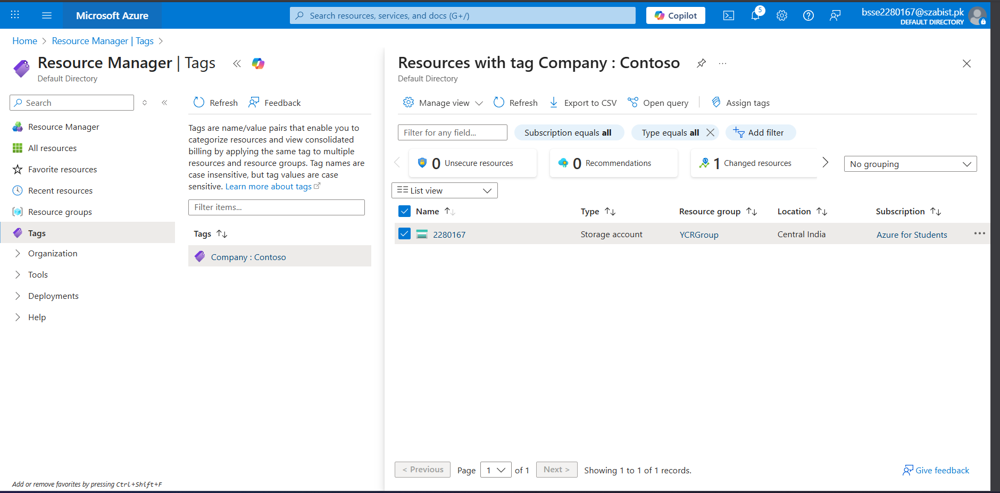 Microsoft Azure
Search resources, services, and docs (G+/)
Copilot
5
bsse2280167@szabist.pk
DEFAULT DIRECTORY
Home > Resource Manager | Tags >
Resource Manager | Tags
Default Directory
Search
Resource Manager
All resources
Favorite resources
Recent resources
Resource groups
Tags
Organization
Tools
Deployments
Help
Add or remove favorites by pressing Ctrl+Shift+F
Refresh
Feedback
Tags are name/value pairs that enable you to
categorize resources and view consolidated
billing by applying the same tag to multiple
resources and resource groups. Tag names are
case insensitive, but tag values are case
sensitive. Learn more about tags
Filter items...
Tags
Company : Contoso
Resources with tag Company : Contoso
Default Directory
Manage view
Refresh
Export to CSV
Open query
Assign tags
Filter for any field...
Subscription equals all
Type equals all
Add filter
0 Unsecure resources
0 Recommendations
1 Changed resources
No grouping
List view
Name Type Resource group Location Subscription
2280167 Storage account YCRGroup Central India Azure for Students
< Previous
Page 1 of 1
Next >
Showing 1 to 1 of 1 records.
Give feedback